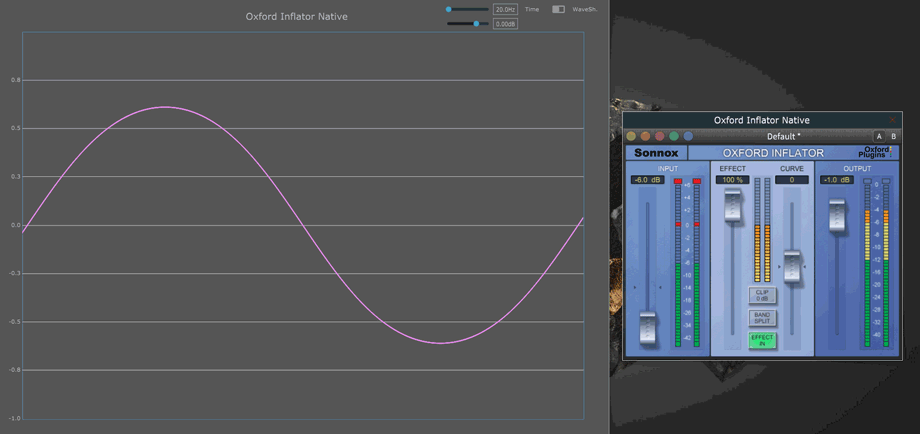 Oxford Inflator Native
20.0Hz Time WaveSh.
0.00dB
0.8
0.5
0.3
0.0
-0.3
-0.5
-0.8
-1.0
Oxford Inflator Native
Default * A B
Sonnox OXFORD INFLATOR Oxford Plugins
INPUT EFFECT CURVE OUTPUT
-6.0 dB 100 % 0 -1.0 dB
CLIP
0 dB
BAND
SPLIT
EFFECT
IN